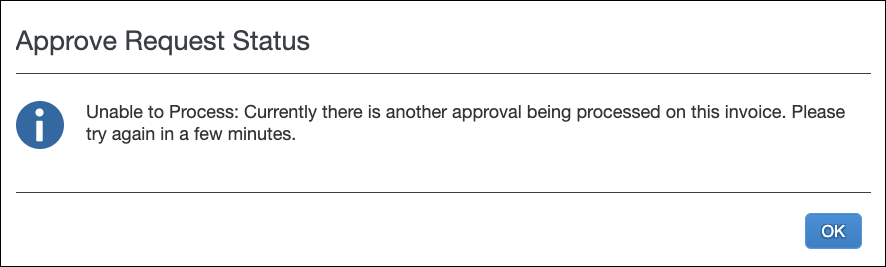 Approve Request Status
Unable to Process: Currently there is another approval being processed on this invoice. Please
try again in a few minutes.
OK